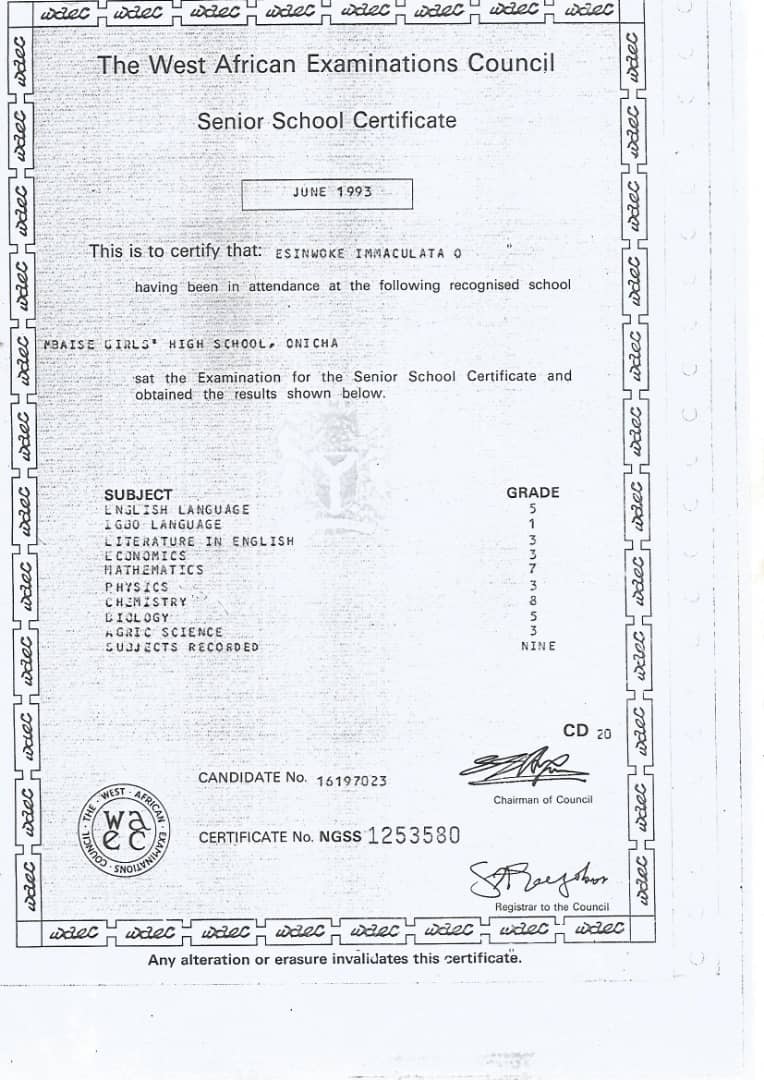 waec waec waec waec waec waec waec waec
The West African Examinations Council
Senior School Certificate
JUNE 1993
This is to certify that: ESINWOKE IMMACULATA O "
having been in attendance at the following recognised school
MBAISE GIRLS' HIGH SCHOOL, ONICHA
sat the Examination for the Senior School Certificate and
obtained the results shown below.
SUBJECT GRADE
ENGLISH LANGUAGE 5
IGBO LANGUAGE 1
LITERATURE IN ENGLISH 3
ECONOMICS 3
MATHEMATICS 7
PHYSICS 3
CHEMISTRY 8
BIOLOGY 5
AGRIC SCIENCE 3
SUBJECTS RECORDED NINE
CD 20
CANDIDATE No. 16197023
Chairman of Council
THE · WEST · AFRICAN · EXAMINATIONS COUNCIL ·
wa
ec
CERTIFICATE No. NGSS 1253580
Registrar to the Council
waec waec waec waec waec waec waec waec
Any alteration or erasure invalidates this certificate.